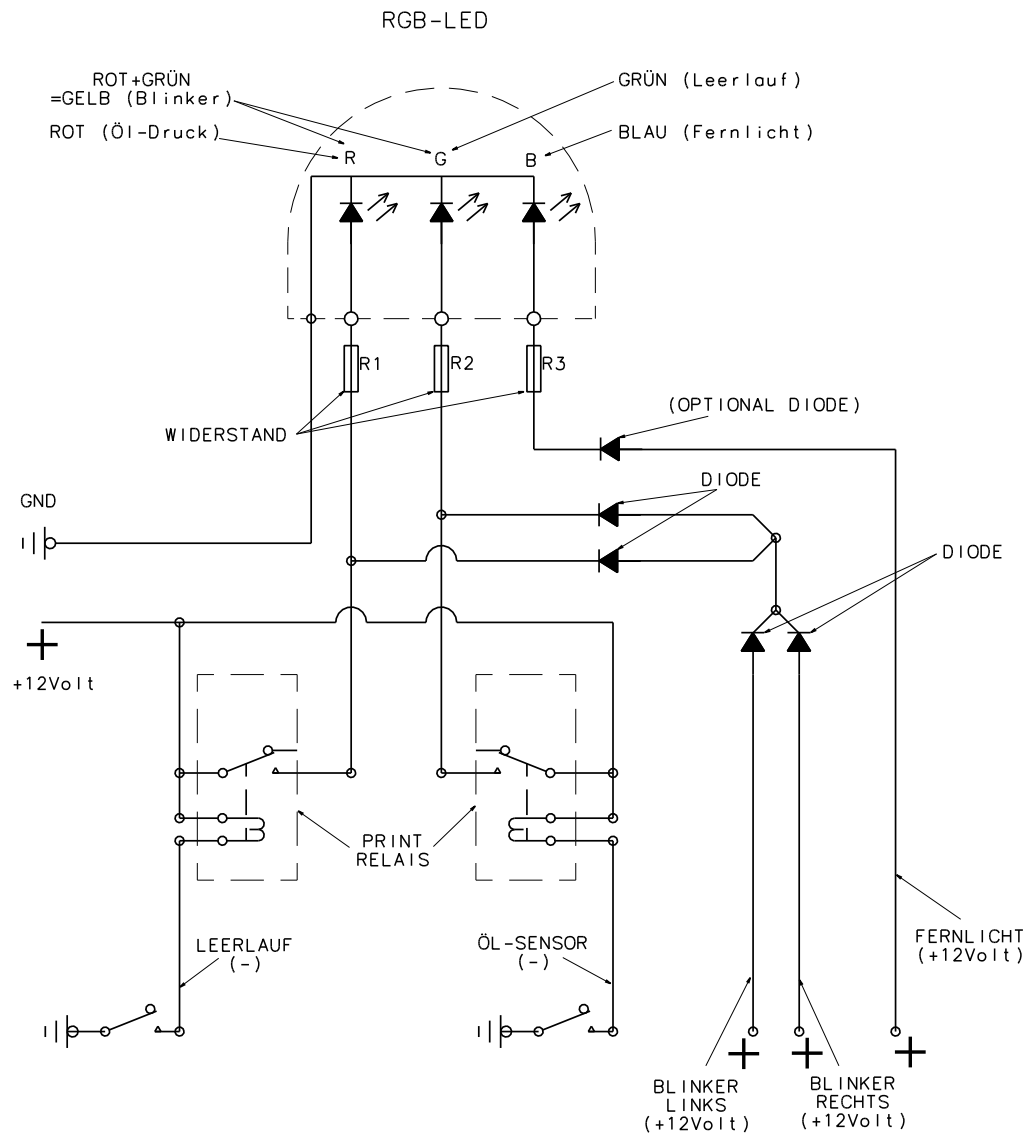 RGB-LED
ROT+GRÜN
=GELB (Blinker)
GRÜN (Leerlauf)
ROT (Öl-Druck)
BLAU (Fernlicht)
R
G
B
R1
R2
R3
WIDERSTAND
(OPTIONAL DIODE)
DIODE
GND
DIODE
+12Volt
PRINT
RELAIS
LEERLAUF
(-)
ÖL-SENSOR
(-)
FERNLICHT
(+12Volt)
BLINKER
LINKS
(+12Volt)
BLINKER
RECHTS
(+12Volt)